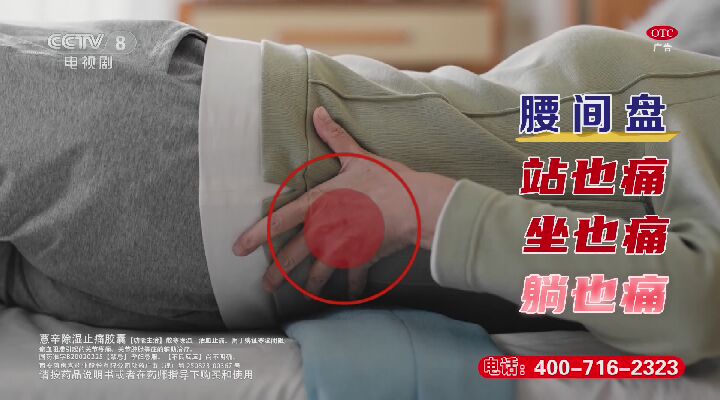 CCTV 8
电视剧
OTC
广告
腰间盘
站也痛
坐也痛
躺也痛
薏辛除湿止痛胶囊
请按药品说明书或者在药师指导下购买和使用
电话: 400-716-2323